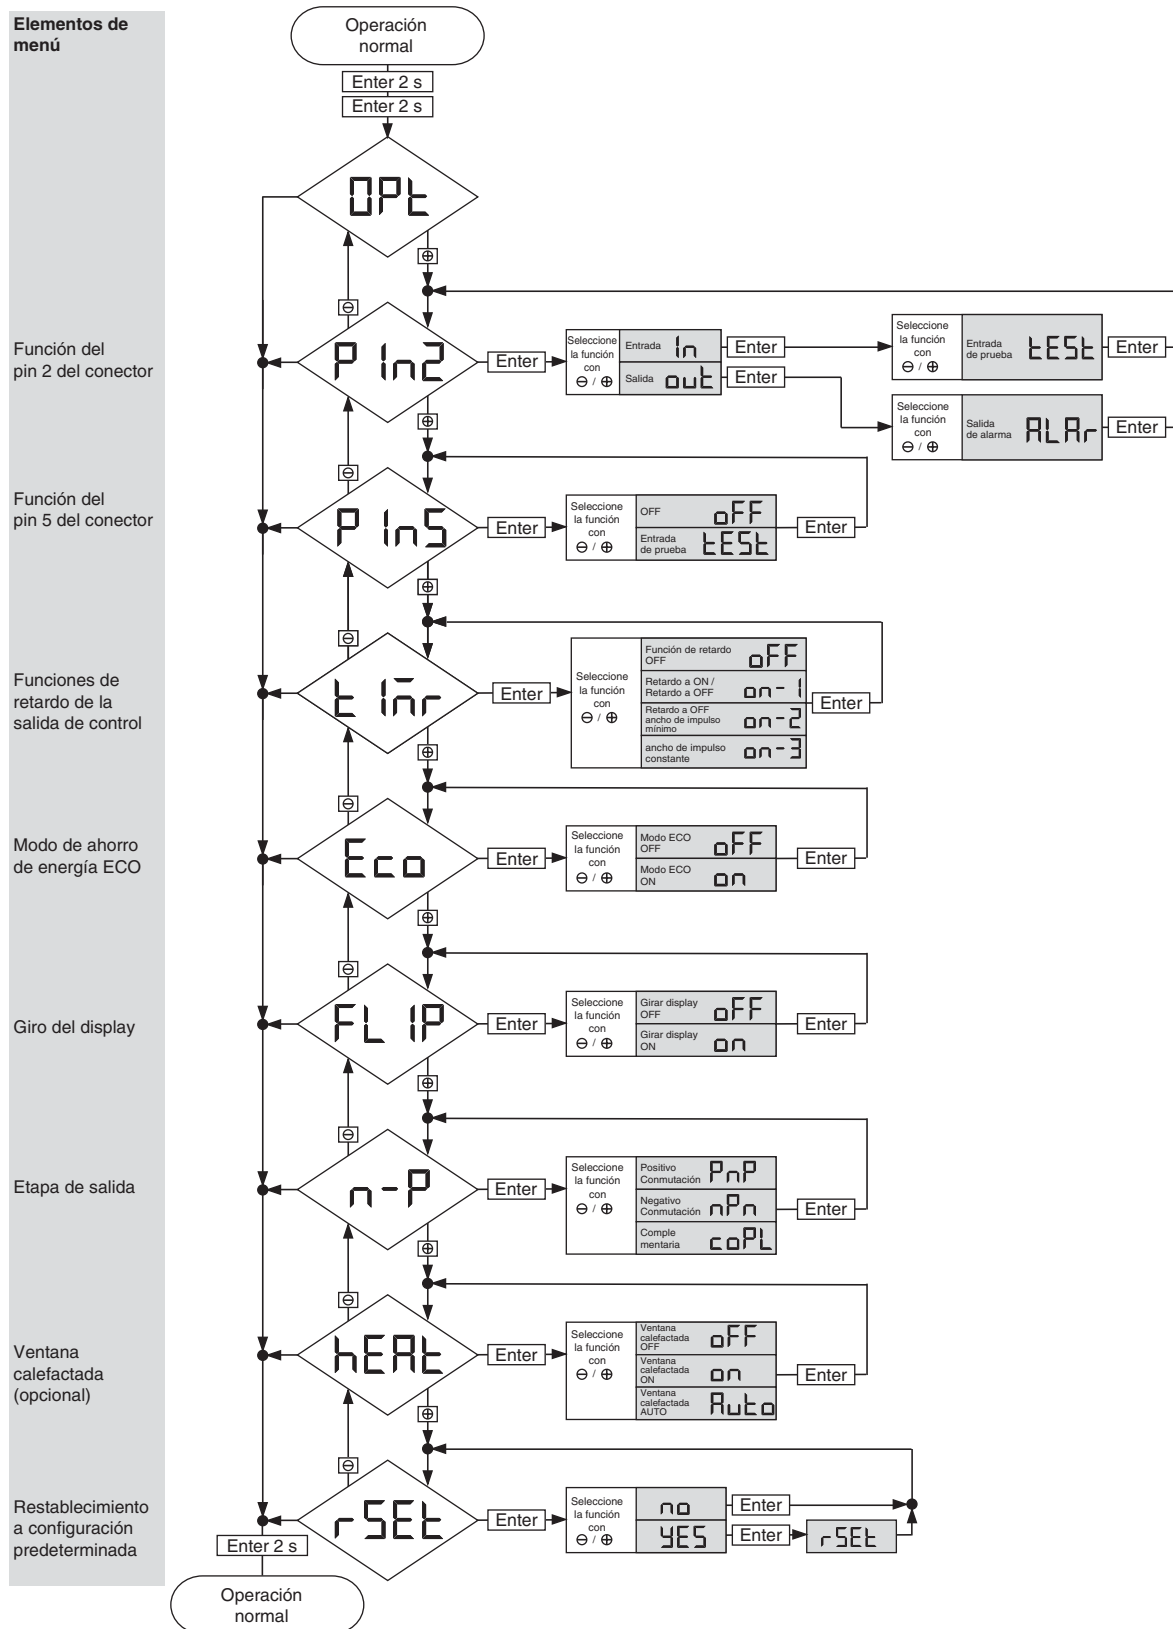 Elementos de
menú
Operación
normal
Enter 2 s
Enter 2 s
OPt
Función del
pin 2 del conector
PIn2
Enter
Seleccione
la función
con
⊖ / ⊕
Entrada
In
Enter
Salida
out
Enter
Seleccione
la función
con
⊖ / ⊕
Entrada
de prueba
tESt
Enter
Seleccione
la función
con
⊖ / ⊕
Salida
de alarma
ALAr
Enter
Función del
pin 5 del conector
PIn5
Enter
Seleccione
la función
con
⊖ / ⊕
OFF
oFF
Entrada
de prueba
tESt
Enter
Funciones de
retardo de la
salida de control
tImr
Enter
Seleccione
la función
con
⊖ / ⊕
Función de retardo
OFF
oFF
Retardo a ON /
Retardo a OFF
on-1
Retardo a OFF
ancho de impulso
mínimo
on-2
ancho de impulso
constante
on-3
Enter
Modo de ahorro
de energía ECO
Eco
Enter
Seleccione
la función
con
⊖ / ⊕
Modo ECO
OFF
oFF
Modo ECO
ON
on
Enter
Giro del display
FLIP
Enter
Seleccione
la función
con
⊖ / ⊕
Girar display
OFF
oFF
Girar display
ON
on
Enter
Etapa de salida
n-P
Enter
Seleccione
la función
con
⊖ / ⊕
Positivo
Conmutación
PnP
Negativo
Conmutación
nPn
Comple
mentaria
coPL
Enter
Ventana
calefactada
(opcional)
hEAt
Enter
Seleccione
la función
con
⊖ / ⊕
Ventana
calefactada
OFF
oFF
Ventana
calefactada
ON
on
Ventana
calefactada
AUTO
Auto
Enter
Restablecimiento
a configuración
predeterminada
rSEt
Enter
Seleccione
la función
con
⊖ / ⊕
no
Enter
YES
Enter
rSEt
Enter 2 s
Operación
normal